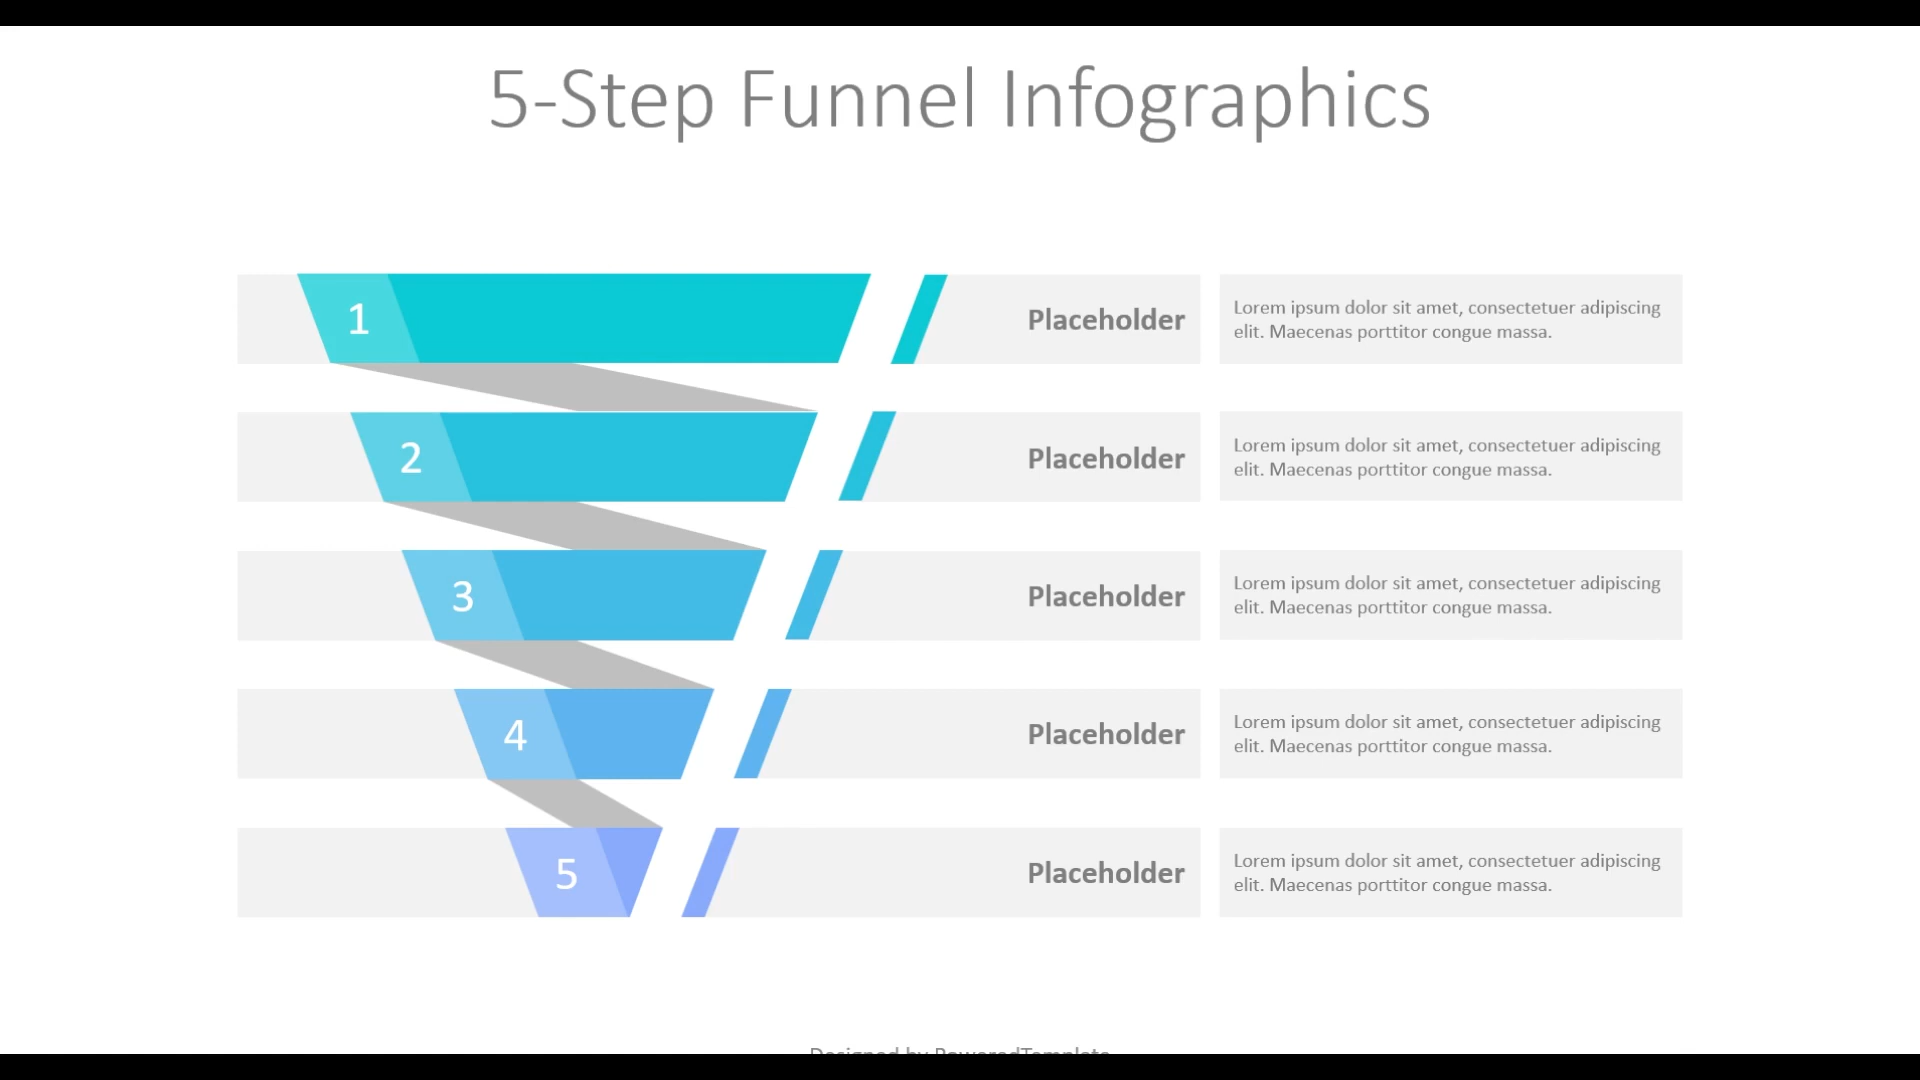 5-Step Funnel Infographics
1
Placeholder
Lorem ipsum dolor sit amet, consectetuer adipiscing
elit. Maecenas porttitor congue massa.
2
Placeholder
Lorem ipsum dolor sit amet, consectetuer adipiscing
elit. Maecenas porttitor congue massa.
3
Placeholder
Lorem ipsum dolor sit amet, consectetuer adipiscing
elit. Maecenas porttitor congue massa.
4
Placeholder
Lorem ipsum dolor sit amet, consectetuer adipiscing
elit. Maecenas porttitor congue massa.
5
Placeholder
Lorem ipsum dolor sit amet, consectetuer adipiscing
elit. Maecenas porttitor congue massa.
Designed by PoweredTemplate